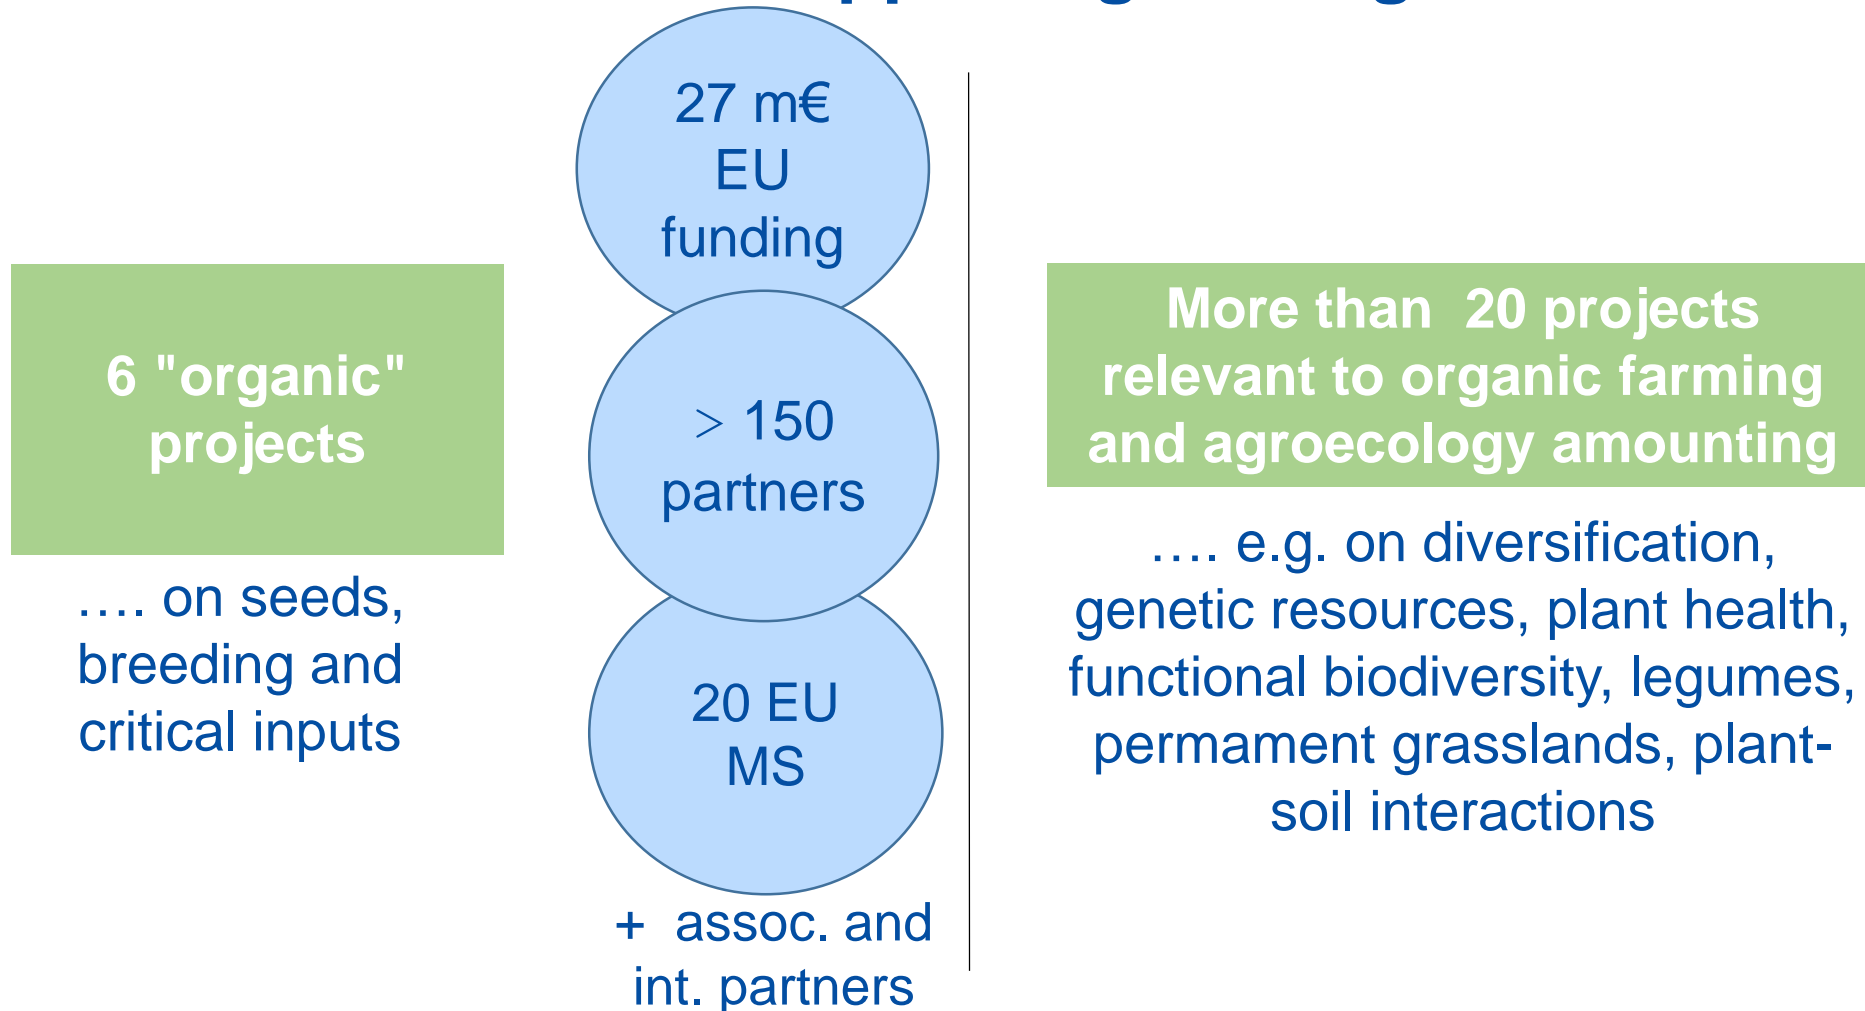 6 "organic"
projects
…. on seeds,
breeding and
critical inputs
27 m€
EU
funding
> 150
partners
20 EU
MS
+ assoc. and
int. partners
More than 20 projects
relevant to organic farming
and agroecology amounting
…. e.g. on diversification,
genetic resources, plant health,
functional biodiversity, legumes,
permament grasslands, plant-
soil interactions